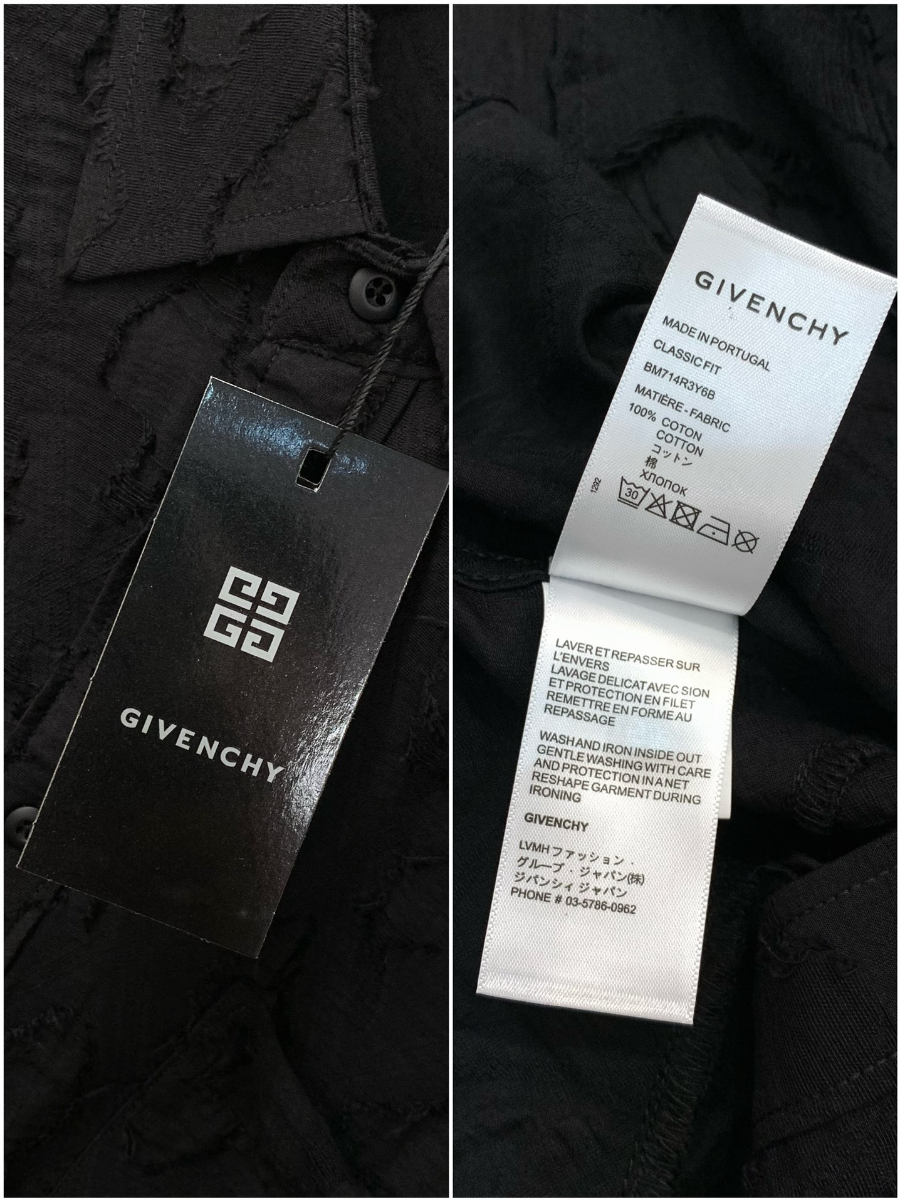 GIVENCHY
GIVENCHY
MADE IN PORTUGAL
CLASSIC FIT
BM714R3Y6B
MATIÈRE - FABRIC
100% COTON
COTTON
コットン
棉
ХЛОПОК
1292
30
LAVER ET REPASSER SUR
L'ENVERS
LAVAGE DELICAT AVEC SION
ET PROTECTION EN FILET
REMETTRE EN FORME AU
REPASSAGE
WASH AND IRON INSIDE OUT
GENTLE WASHING WITH CARE
AND PROTECTION IN A NET
RESHAPE GARMENT DURING
IRONING
GIVENCHY
LVMH ファッション・
グループ・ジャパン(株)
ジバンシィ ジャパン
PHONE # 03-5786-0962